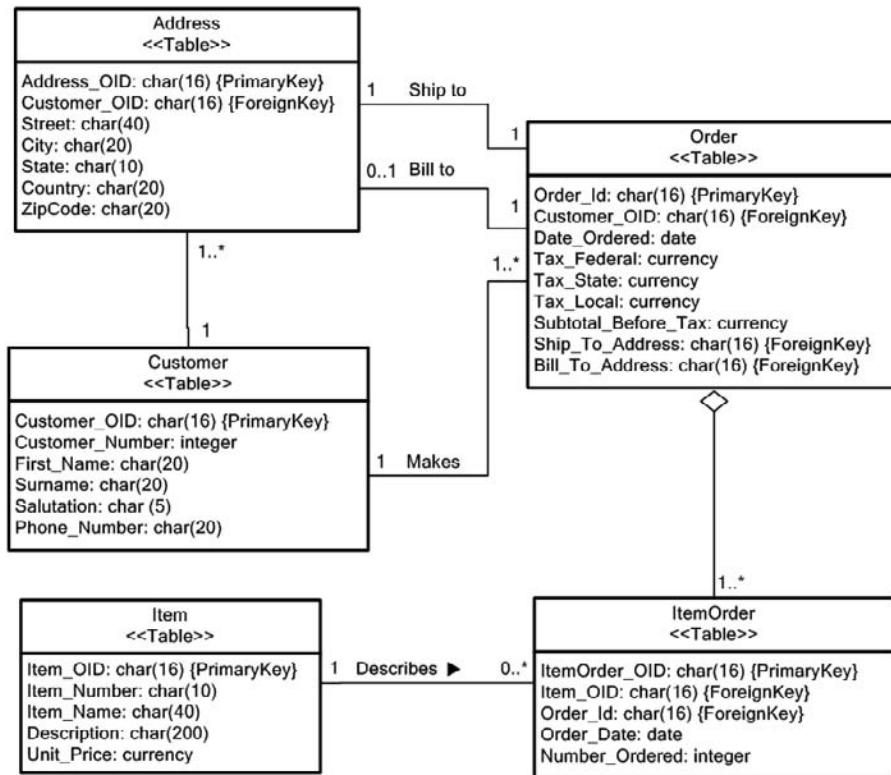 Address
<<Table>>
Address_OID: char(16) {PrimaryKey}
Customer_OID: char(16) {ForeignKey}
Street: char(40)
City: char(20)
State: char(10)
Country: char(20)
ZipCode: char(20)
1 Ship to 1
0..1 Bill to 1
Order
<<Table>>
Order_Id: char(16) {PrimaryKey}
Customer_OID: char(16) {ForeignKey}
Date_Ordered: date
Tax_Federal: currency
Tax_State: currency
Tax_Local: currency
Subtotal_Before_Tax: currency
Ship_To_Address: char(16) {ForeignKey}
Bill_To_Address: char(16) {ForeignKey}
1..*
1
1..*
Customer
<<Table>>
Customer_OID: char(16) {PrimaryKey}
Customer_Number: integer
First_Name: char(20)
Surname: char(20)
Salutation: char (5)
Phone_Number: char(20)
1 Makes
1..*
Item
<<Table>>
Item_OID: char(16) {PrimaryKey}
Item_Number: char(10)
Item_Name: char(40)
Description: char(200)
Unit_Price: currency
1 Describes ▶ 0..*
ItemOrder
<<Table>>
ItemOrder_OID: char(16) {PrimaryKey}
Item_OID: char(16) {ForeignKey}
Order_Id: char(16) {ForeignKey}
Order_Date: date
Number_Ordered: integer